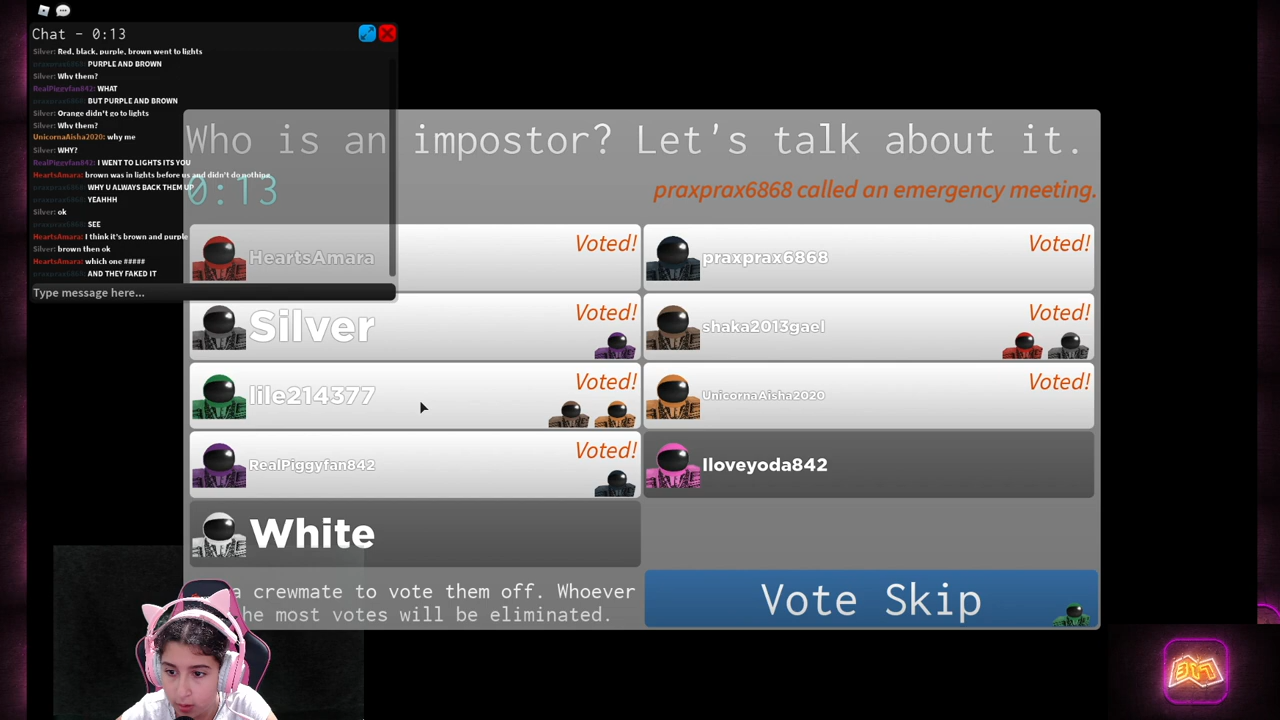 Chat - 0:13
Silver: Red, black, purple, brown went to lights
praxprax6868: PURPLE AND BROWN
Silver: Why them?
RealPiggyfan842: WHAT
praxprax6868: BUT PURPLE AND BROWN
Silver: Orange didn't go to lights
Silver: Why them?
UnicornaAisha2020: why me
Silver: WHY?
RealPiggyfan842: I WENT TO LIGHTS ITS YOU
HeartsAmara: brown was in lights before us and didn't do nothing
praxprax6868: WHY U ALWAYS BACK THEM UP
praxprax6868: YEAHHH
Silver: ok
praxprax6868: SEE
HeartsAmara: I think it's brown and purple
Silver: brown then ok
HeartsAmara: which one #####
praxprax6868: AND THEY FAKED IT
Type message here...
Who is an impostor? Let's talk about it.
0:13
praxprax6868 called an emergency meeting.
HeartsAmara Voted!
praxprax6868 Voted!
Silver Voted!
shaka2013gael Voted!
lile214377 Voted!
UnicornaAisha2020 Voted!
RealPiggyfan842 Voted!
Iloveyoda842
White
a crewmate to vote them off. Whoever
he most votes will be eliminated.
Vote Skip